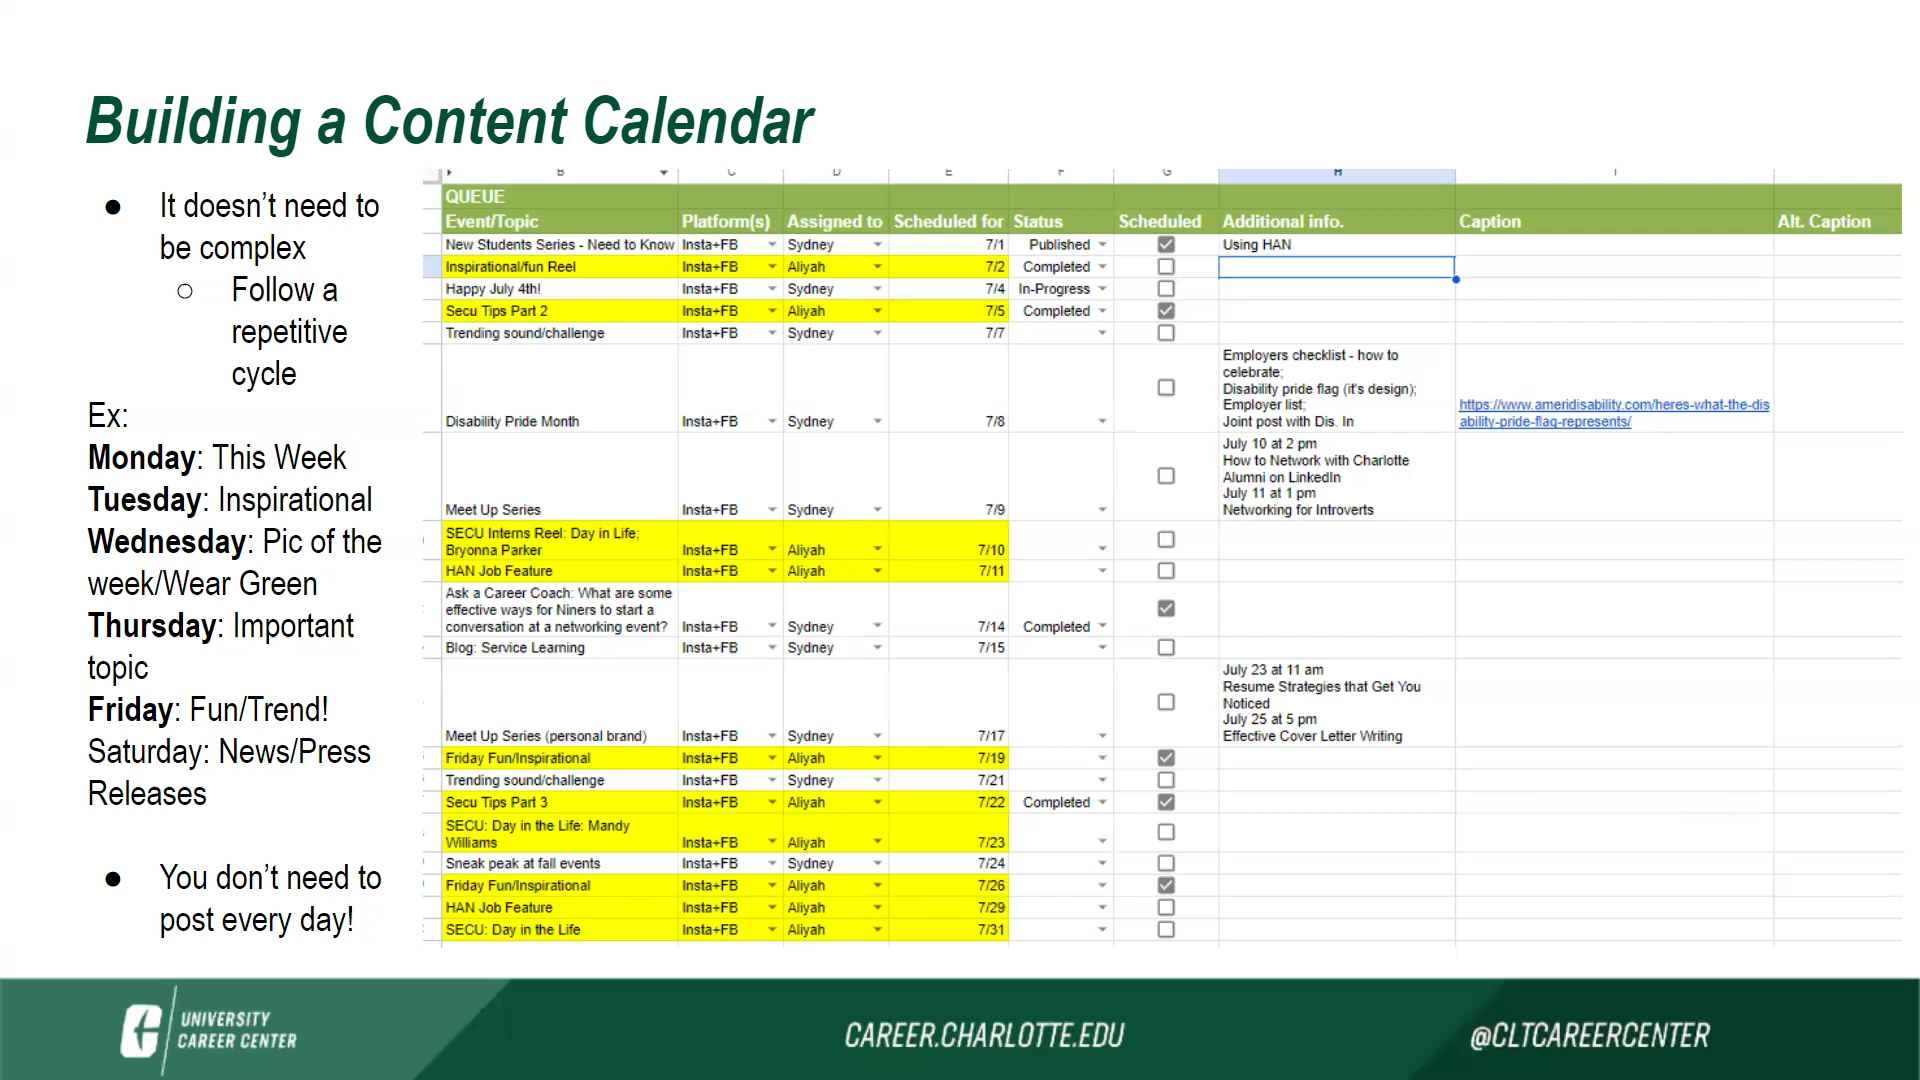 Building a Content Calendar
● It doesn’t need to
be complex
○ Follow a
repetitive
cycle
Ex:
Monday: This Week
Tuesday: Inspirational
Wednesday: Pic of the
week/Wear Green
Thursday: Important
topic
Friday: Fun/Trend!
Saturday: News/Press
Releases
● You don’t need to
post every day!
B C D E F G H I
QUEUE
Event/Topic Platform(s) Assigned to Scheduled for Status Scheduled Additional info. Caption Alt. Caption
New Students Series - Need to Know Insta+FB Sydney 7/1 Published Using HAN
Inspirational/fun Reel Insta+FB Aliyah 7/2 Completed
Happy July 4th! Insta+FB Sydney 7/4 In-Progress
Secu Tips Part 2 Insta+FB Aliyah 7/5 Completed
Trending sound/challenge Insta+FB Sydney 7/7
Employers checklist - how to
celebrate;
Disability pride flag (it's design);
Employer list; https://www.ameridisability.com/heres-what-the-dis
Disability Pride Month Insta+FB Sydney 7/8 Joint post with Dis. In ability-pride-flag-represents/
July 10 at 2 pm
How to Network with Charlotte
Alumni on LinkedIn
July 11 at 1 pm
Meet Up Series Insta+FB Sydney 7/9 Networking for Introverts
SECU Interns Reel: Day in Life;
Bryonna Parker Insta+FB Aliyah 7/10
HAN Job Feature Insta+FB Aliyah 7/11
Ask a Career Coach: What are some
effective ways for Niners to start a
conversation at a networking event? Insta+FB Sydney 7/14 Completed
Blog: Service Learning Insta+FB Sydney 7/15
July 23 at 11 am
Resume Strategies that Get You
Noticed
July 25 at 5 pm
Meet Up Series (personal brand) Insta+FB Sydney 7/17 Effective Cover Letter Writing
Friday Fun/Inspirational Insta+FB Aliyah 7/19
Trending sound/challenge Insta+FB Sydney 7/21
Secu Tips Part 3 Insta+FB Aliyah 7/22 Completed
SECU: Day in the Life: Mandy
Williams Insta+FB Aliyah 7/23
Sneak peak at fall events Insta+FB Sydney 7/24
Friday Fun/Inspirational Insta+FB Aliyah 7/26
HAN Job Feature Insta+FB Aliyah 7/29
SECU: Day in the Life Insta+FB Aliyah 7/31
UNIVERSITY
CAREER CENTER
CAREER.CHARLOTTE.EDU
@CLTCAREERCENTER